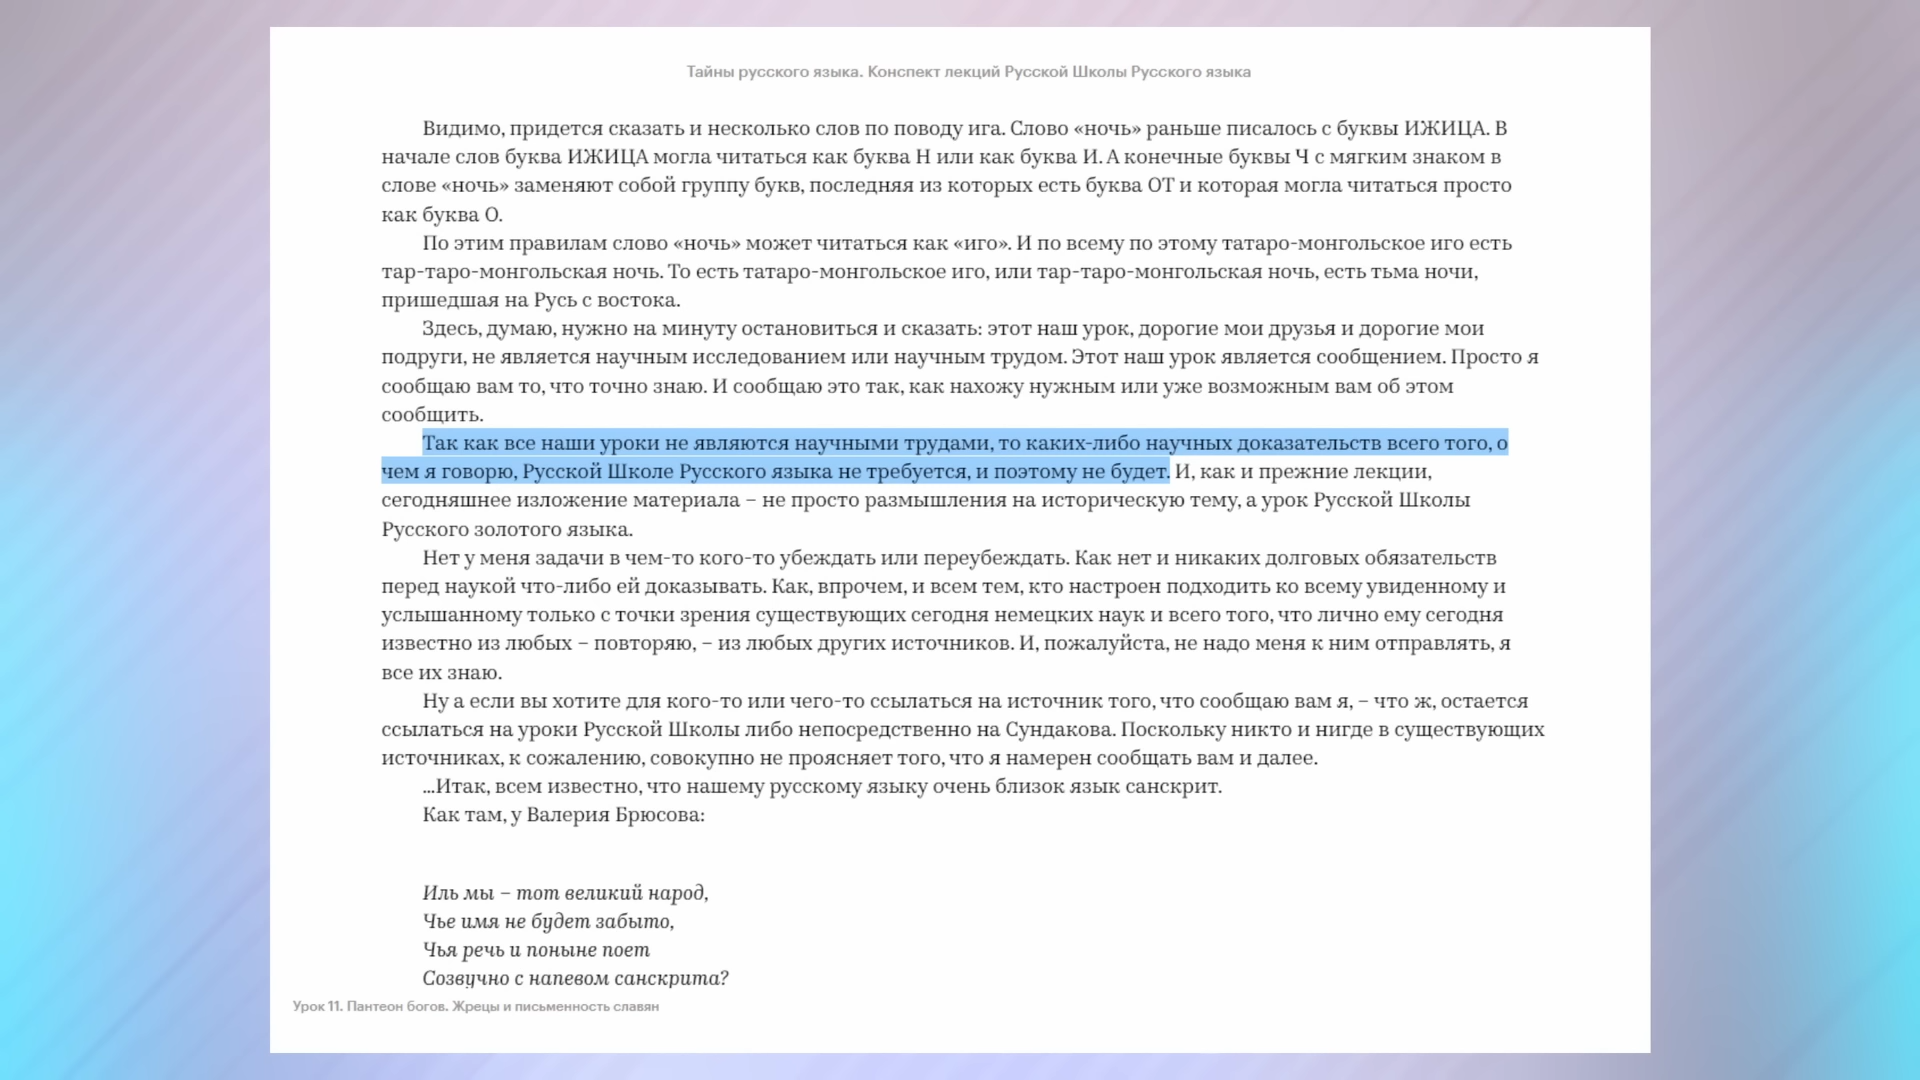 Тайны русского языка. Конспект лекций Русской Школы Русского языка
Видимо, придется сказать и несколько слов по поводу ига. Слово «ночь» раньше писалось с буквы ИЖИЦА. В
начале слов буква ИЖИЦА могла читаться как буква Н или как буква И. А конечные буквы Ч с мягким знаком в
слове «ночь» заменяют собой группу букв, последняя из которых есть буква ОТ и которая могла читаться просто
как буква О.
По этим правилам слово «ночь» может читаться как «иго». И по всему по этому татаро-монгольское иго есть
тар-таро-монгольская ночь. То есть татаро-монгольское иго, или тар-таро-монгольская ночь, есть тьма ночи,
пришедшая на Русь с востока.
Здесь, думаю, нужно на минуту остановиться и сказать: этот наш урок, дорогие мои друзья и дорогие мои
подруги, не является научным исследованием или научным трудом. Этот наш урок является сообщением. Просто я
сообщаю вам то, что точно знаю. И сообщаю это так, как нахожу нужным или уже возможным вам об этом
сообщить.
Так как все наши уроки не являются научными трудами, то каких-либо научных доказательств всего того, о
чем я говорю, Русской Школе Русского языка не требуется, и поэтому не будет. И, как и прежние лекции,
сегодняшнее изложение материала – не просто размышления на историческую тему, а урок Русской Школы
Русского золотого языка.
Нет у меня задачи в чем-то кого-то убеждать или переубеждать. Как нет и никаких долговых обязательств
перед наукой что-либо ей доказывать. Как, впрочем, и всем тем, кто настроен подходить ко всему увиденному и
услышанному только с точки зрения существующих сегодня немецких наук и всего того, что лично ему сегодня
известно из любых – повторяю, – из любых других источников. И, пожалуйста, не надо меня к ним отправлять, я
все их знаю.
Ну а если вы хотите для кого-то или чего-то ссылаться на источник того, что сообщаю вам я, – что ж, остается
ссылаться на уроки Русской Школы либо непосредственно на Сундакова. Поскольку никто и нигде в существующих
источниках, к сожалению, совокупно не проясняет того, что я намерен сообщать вам и далее.
...Итак, всем известно, что нашему русскому языку очень близок язык санскрит.
Как там, у Валерия Брюсова:
Иль мы – тот великий народ,
Чье имя не будет забыто,
Чья речь и поныне поет
Созвучно с напевом санскрита?
Урок 11. Пантеон богов. Жрецы и письменность славян